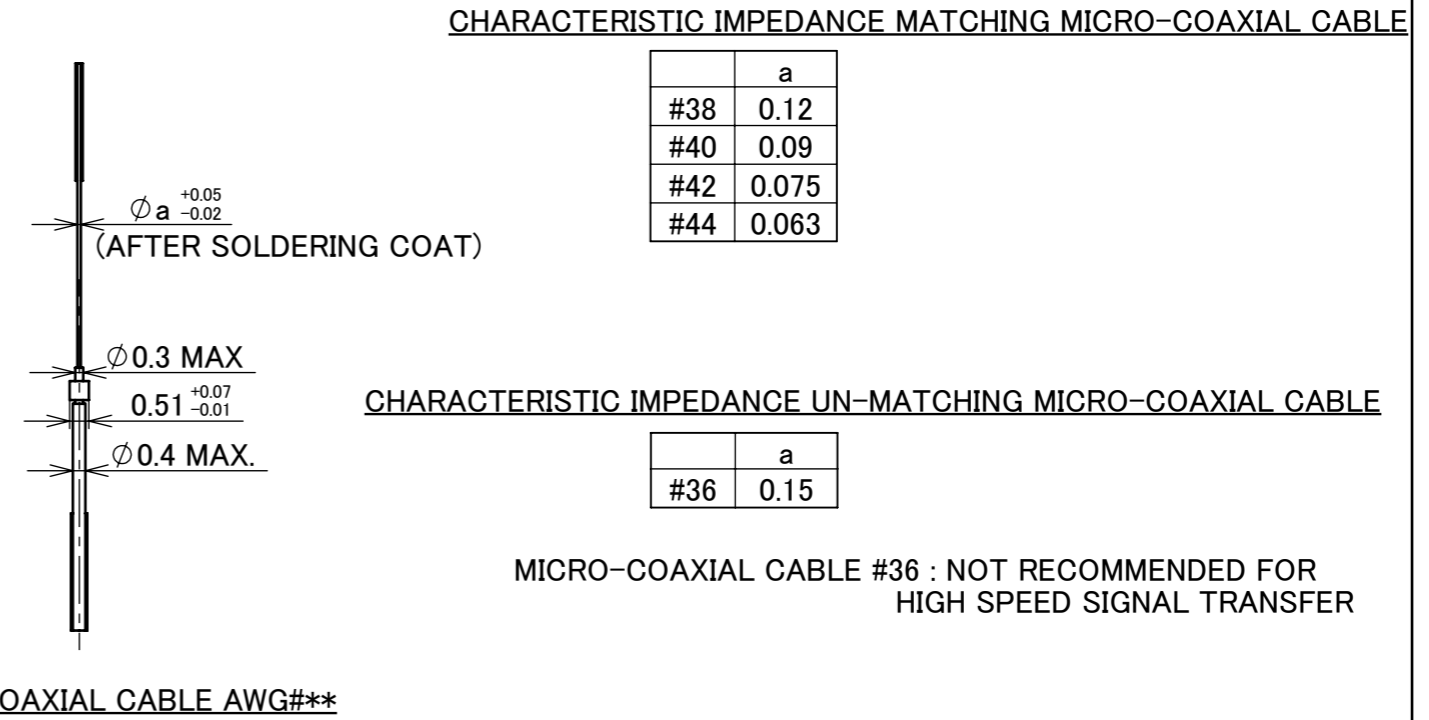 CHARACTERISTIC IMPEDANCE MATCHING MICRO-COAXIAL CABLE
a
#38 0.12
#40 0.09
#42 0.075
#44 0.063
∅a +0.05 -0.02
(AFTER SOLDERING COAT)
∅0.3 MAX
0.51 +0.07 -0.01
∅0.4 MAX.
CHARACTERISTIC IMPEDANCE UN-MATCHING MICRO-COAXIAL CABLE
a
#36 0.15
MICRO-COAXIAL CABLE #36 : NOT RECOMMENDED FOR
HIGH SPEED SIGNAL TRANSFER
OAXIAL CABLE AWG#**